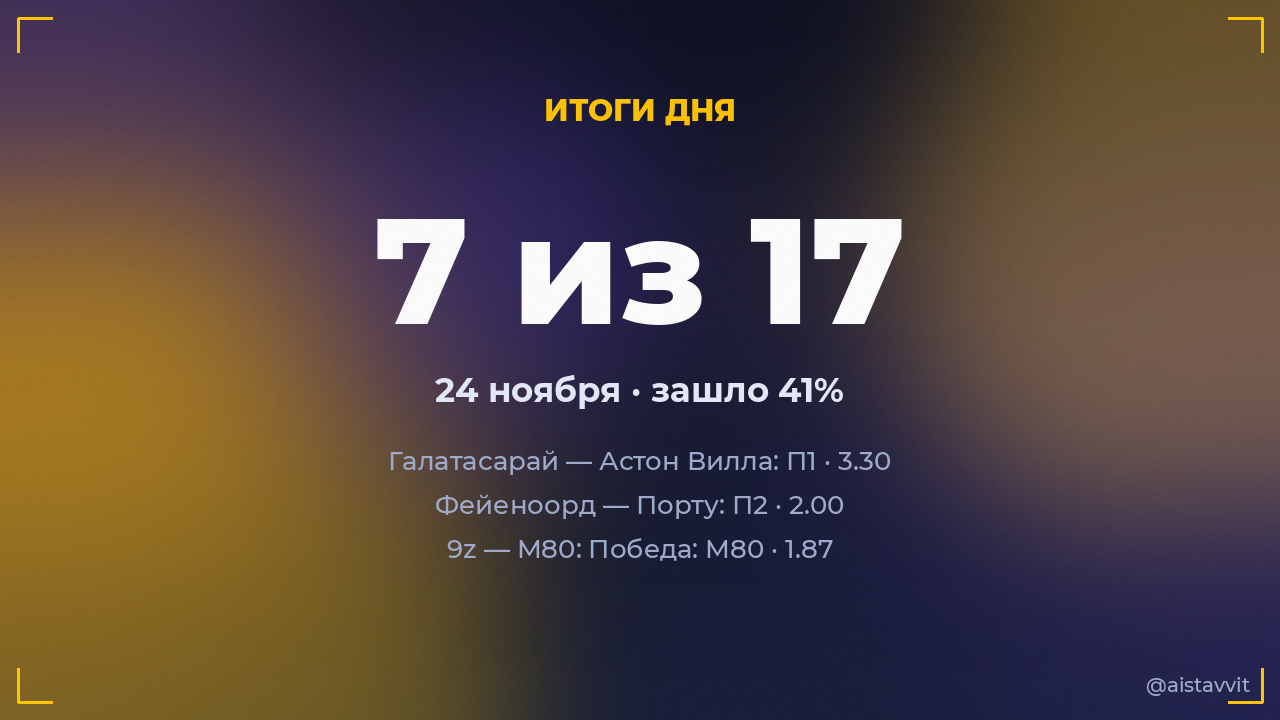 ИТОГИ ДНЯ
7 из 17
24 ноября · зашло 41%
Галатасарай — Астон Вилла: П1 · 3.30
Фейеноорд — Порту: П2 · 2.00
9z — M80: Победа: M80 · 1.87
@aistavvit